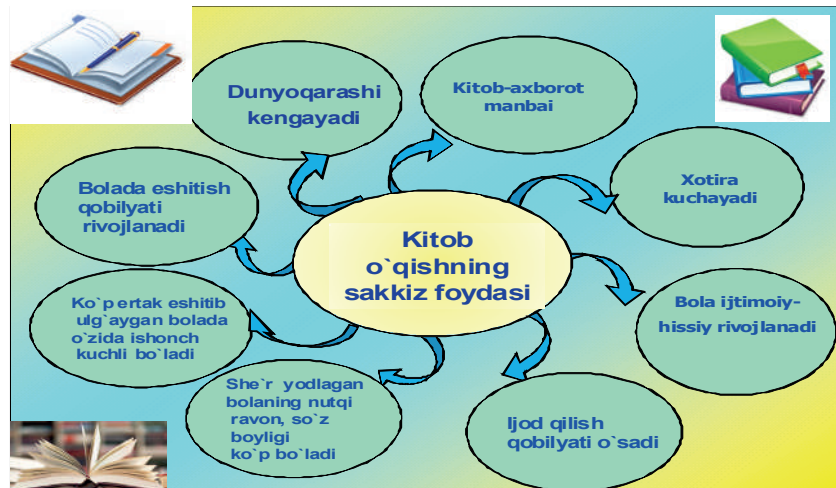 Kitob
o`qishning
sakkiz foydasi
Dunyoqarashi
kengayadi
Kitob-axborot
manbai
Xotira
kuchayadi
Bola ijtimoiy-
hissiy rivojlanadi
Ijod qilish
qobilyati o`sadi
She`r yodlagan
bolaning nutqi
ravon, so`z
boyligi
ko`p bo`ladi
Ko`p ertak eshitib
ulg`aygan bolada
o`zida ishonch
kuchli bo`ladi
Bolada eshitish
qobilyati
rivojlanadi